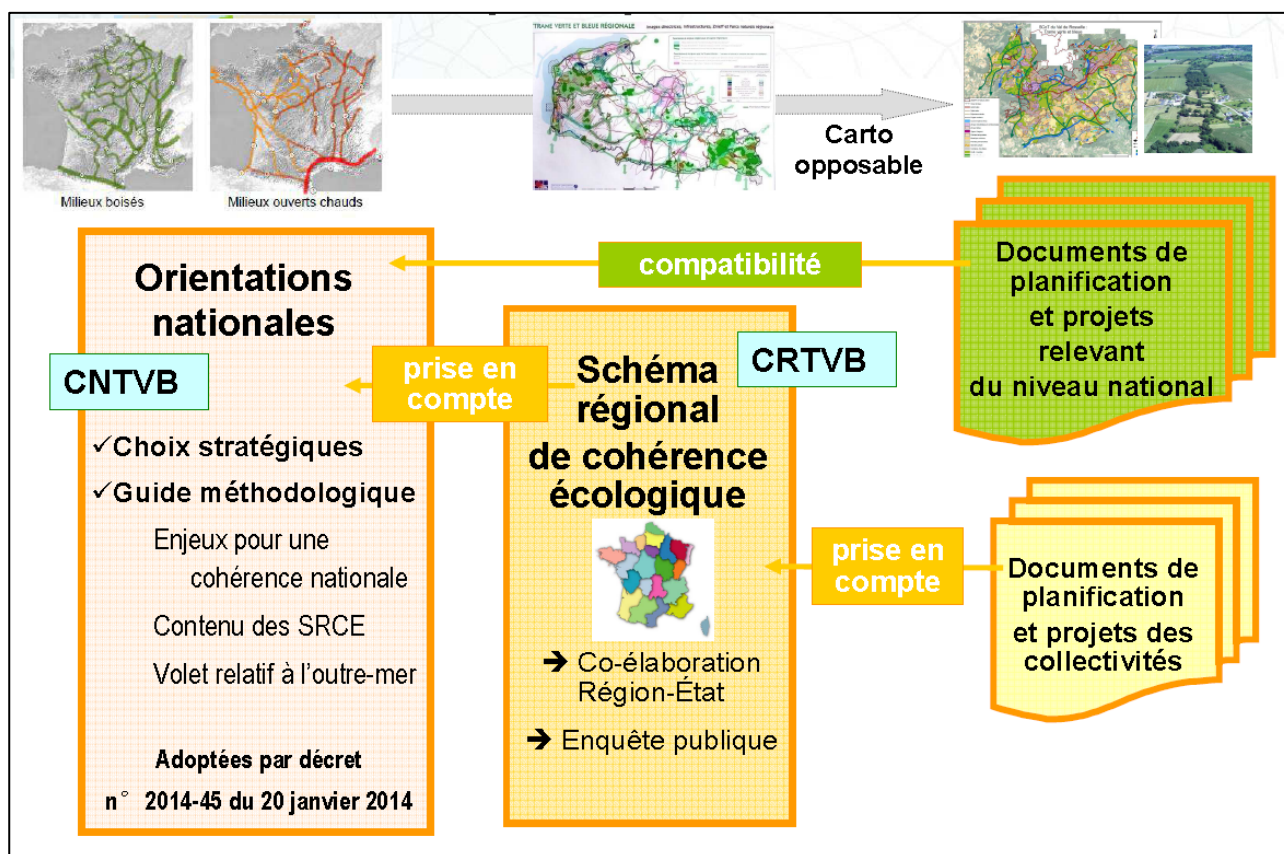 TRAME VERTE ET BLEUE RÉGIONALE
Milieux boisés
Milieux ouverts chauds
Carto
opposable
Orientations
nationales
CNTVB
✓Choix stratégiques
✓Guide méthodologique
Enjeux pour une
cohérence nationale
Contenu des SRCE
Volet relatif à l'outre-mer
Adoptées par décret
n° 2014-45 du 20 janvier 2014
compatibilité
prise en
compte
Schéma
régional
de cohérence
écologique
CRTVB
➔ Co-élaboration
Région-État
➔ Enquête publique
Documents de
planification
et projets
relevant
du niveau national
prise en
compte
Documents de
planification
et projets des
collectivités